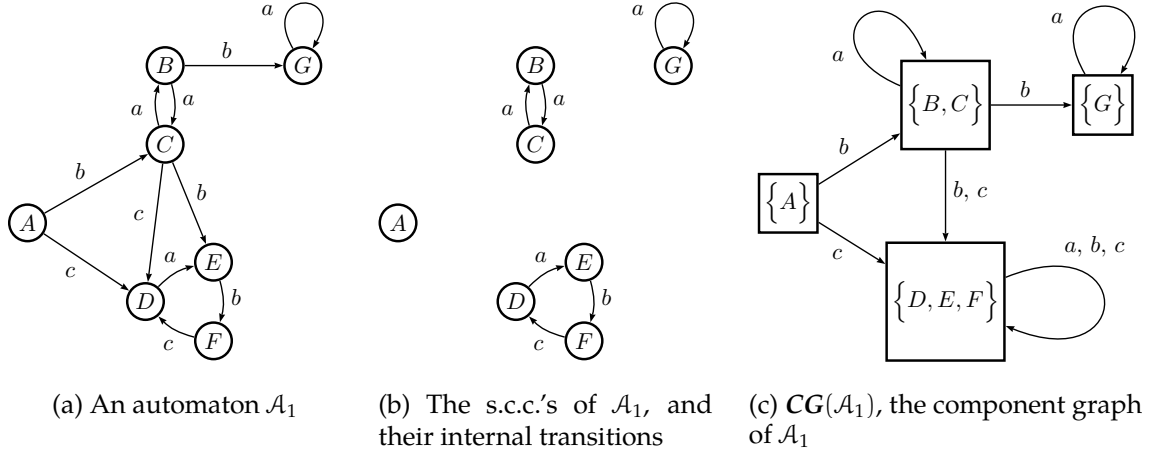 a
B
b
G
a
a
C
b
c
b
A
c
D
a
E
b
c
F
(a) An automaton 𝒜₁
a
B
G
a
a
C
A
a
E
D
b
c
F
(b) The s.c.c.'s of 𝒜₁, and
their internal transitions
a
a
{B, C}
b
{G}
b
{A}
b, c
c
a, b, c
{D, E, F}
(c) CG(𝒜₁), the component graph
of 𝒜₁